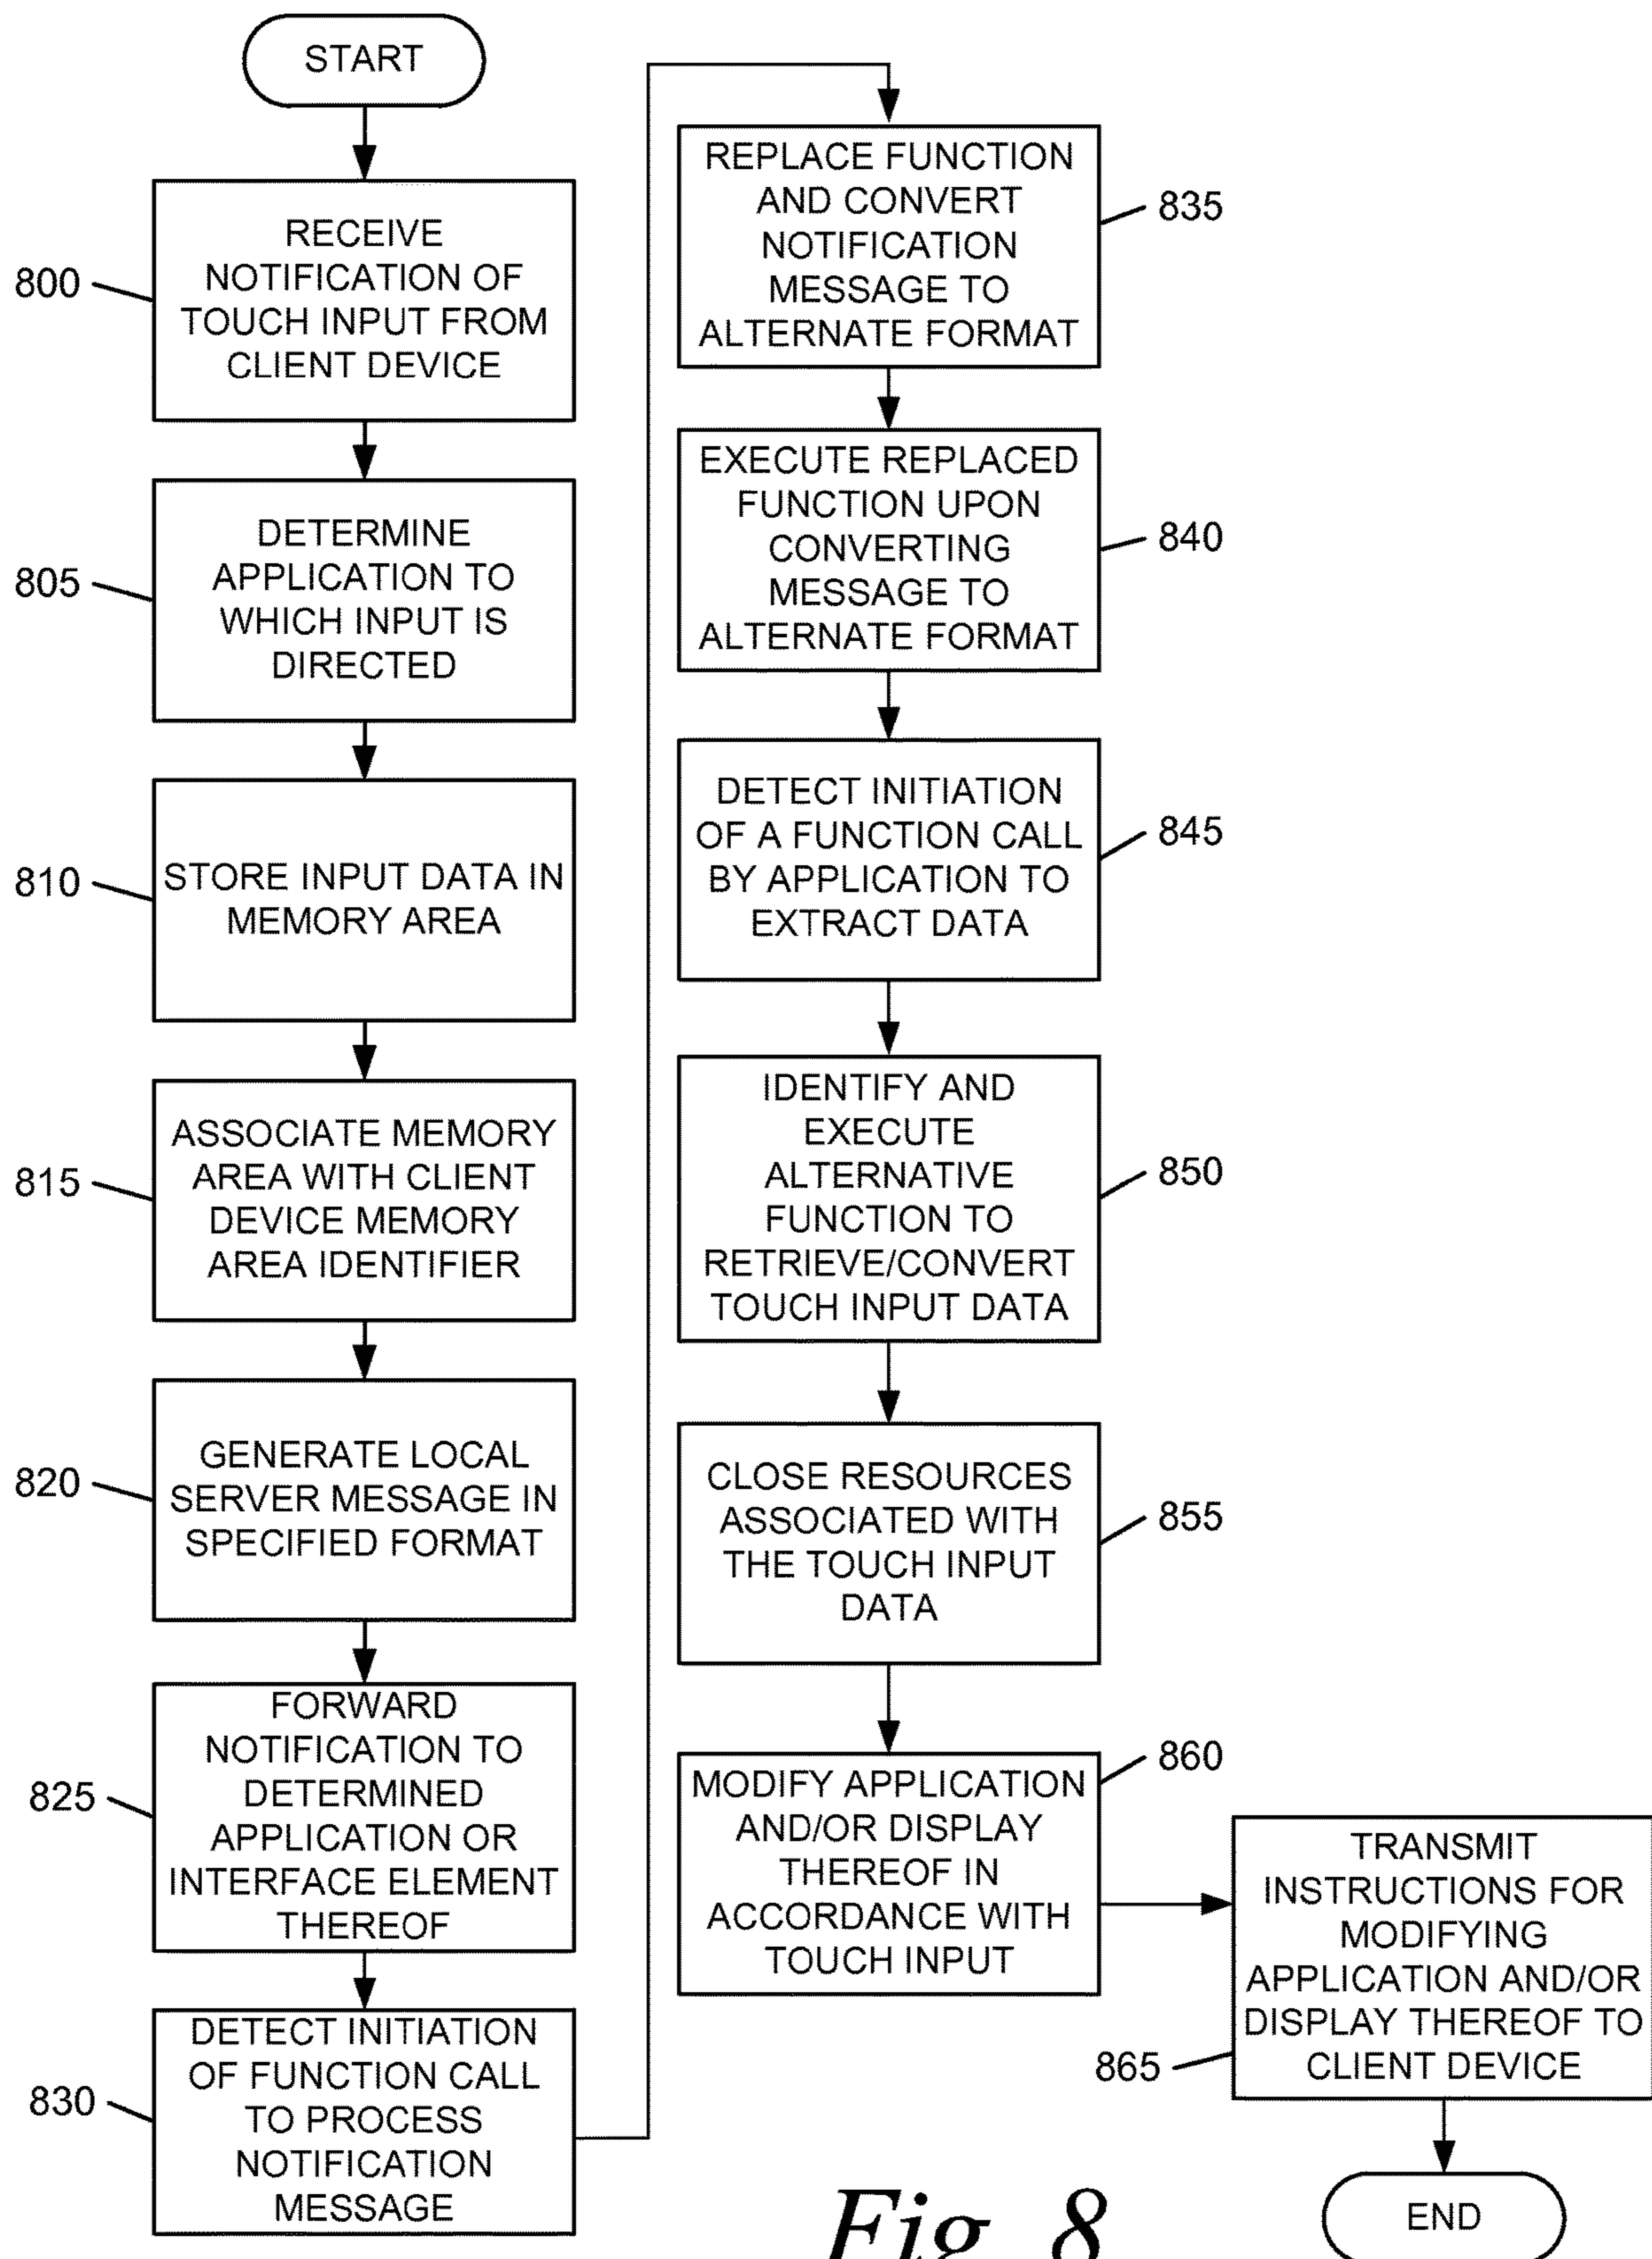 START
800
RECEIVE
NOTIFICATION OF
TOUCH INPUT FROM
CLIENT DEVICE
805
DETERMINE
APPLICATION TO
WHICH INPUT IS
DIRECTED
810
STORE INPUT DATA IN
MEMORY AREA
815
ASSOCIATE MEMORY
AREA WITH CLIENT
DEVICE MEMORY
AREA IDENTIFIER
820
GENERATE LOCAL
SERVER MESSAGE IN
SPECIFIED FORMAT
825
FORWARD
NOTIFICATION TO
DETERMINED
APPLICATION OR
INTERFACE ELEMENT
THEREOF
830
DETECT INITIATION
OF FUNCTION CALL
TO PROCESS
NOTIFICATION
MESSAGE
REPLACE FUNCTION
AND CONVERT
NOTIFICATION
MESSAGE TO
ALTERNATE FORMAT
835
EXECUTE REPLACED
FUNCTION UPON
CONVERTING
MESSAGE TO
ALTERNATE FORMAT
840
DETECT INITIATION
OF A FUNCTION CALL
BY APPLICATION TO
EXTRACT DATA
845
IDENTIFY AND
EXECUTE
ALTERNATIVE
FUNCTION TO
RETRIEVE/CONVERT
TOUCH INPUT DATA
850
CLOSE RESOURCES
ASSOCIATED WITH
THE TOUCH INPUT
DATA
855
MODIFY APPLICATION
AND/OR DISPLAY
THEREOF IN
ACCORDANCE WITH
TOUCH INPUT
860
TRANSMIT
INSTRUCTIONS FOR
MODIFYING
APPLICATION AND/OR
DISPLAY THEREOF TO
CLIENT DEVICE
865
END
Fig. 8